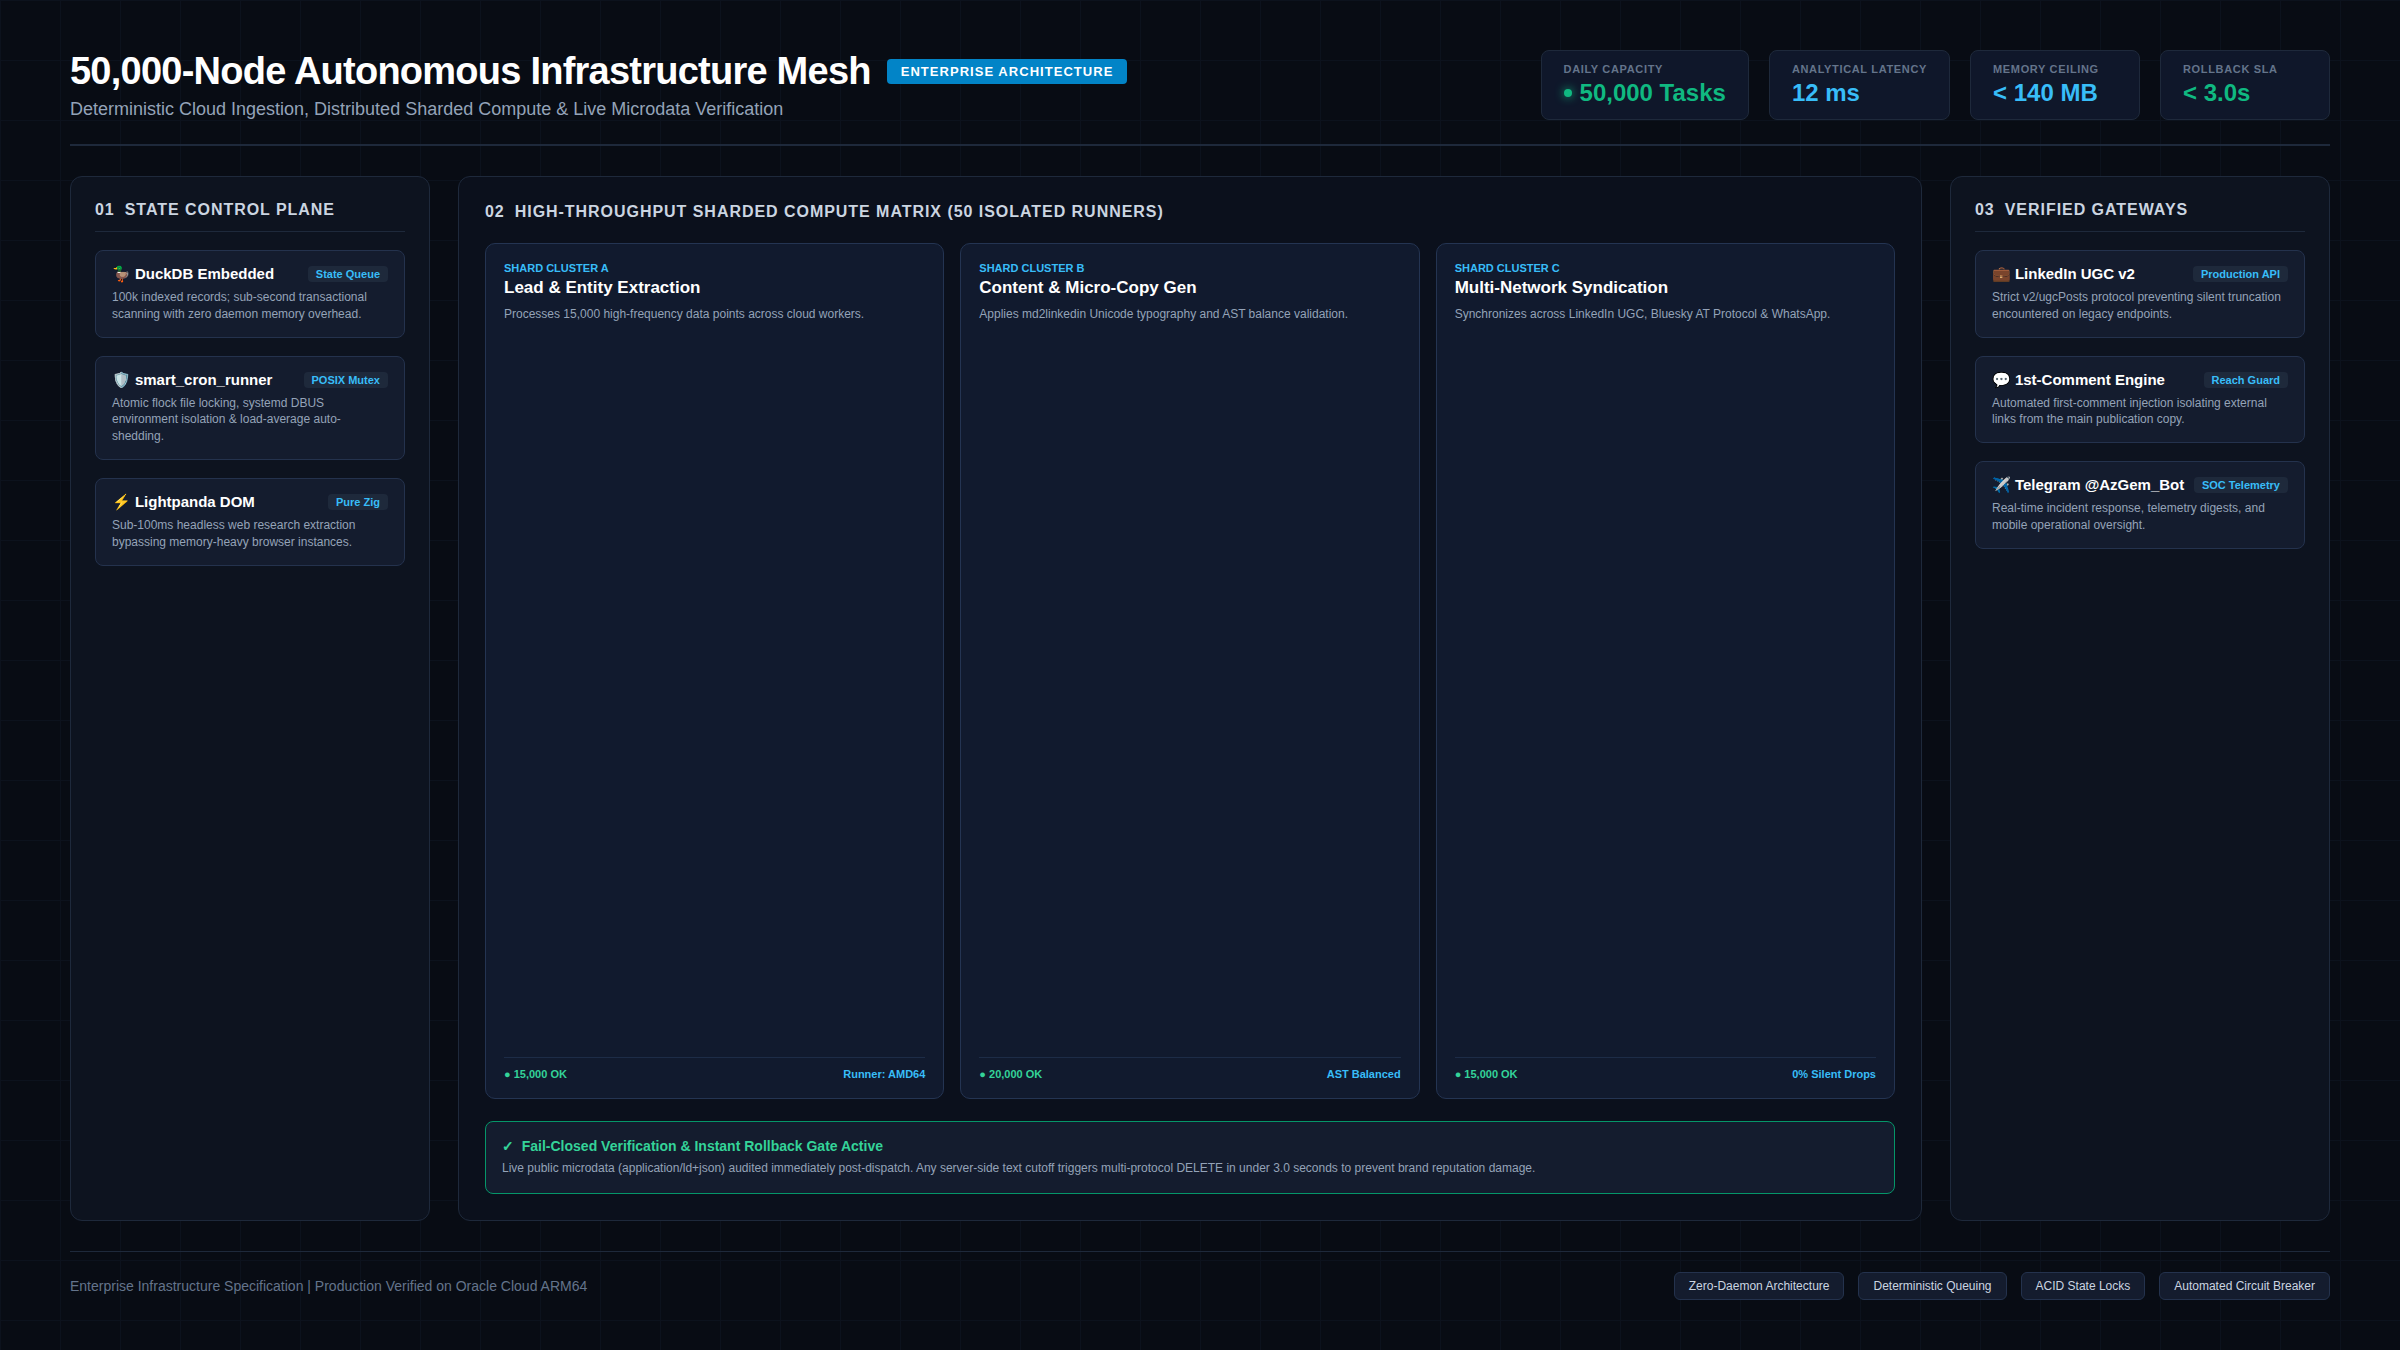 50,000-Node Autonomous Infrastructure Mesh
ENTERPRISE ARCHITECTURE
Deterministic Cloud Ingestion, Distributed Sharded Compute & Live Microdata Verification
DAILY CAPACITY
● 50,000 Tasks
ANALYTICAL LATENCY
12 ms
MEMORY CEILING
< 140 MB
ROLLBACK SLA
< 3.0s
01 STATE CONTROL PLANE
🦆 DuckDB Embedded
State Queue
100k indexed records; sub-second transactional
scanning with zero daemon memory overhead.
🛡️ smart_cron_runner
POSIX Mutex
Atomic flock file locking, systemd DBUS
environment isolation & load-average auto-
shedding.
⚡ Lightpanda DOM
Pure Zig
Sub-100ms headless web research extraction
bypassing memory-heavy browser instances.
02 HIGH-THROUGHPUT SHARDED COMPUTE MATRIX (50 ISOLATED RUNNERS)
SHARD CLUSTER A
Lead & Entity Extraction
Processes 15,000 high-frequency data points across cloud workers.
● 15,000 OK
Runner: AMD64
SHARD CLUSTER B
Content & Micro-Copy Gen
Applies md2linkedin Unicode typography and AST balance validation.
● 20,000 OK
AST Balanced
SHARD CLUSTER C
Multi-Network Syndication
Synchronizes across LinkedIn UGC, Bluesky AT Protocol & WhatsApp.
● 15,000 OK
0% Silent Drops
✓ Fail-Closed Verification & Instant Rollback Gate Active
Live public microdata (application/ld+json) audited immediately post-dispatch. Any server-side text cutoff triggers multi-protocol DELETE in under 3.0 seconds to prevent brand reputation damage.
03 VERIFIED GATEWAYS
💼 LinkedIn UGC v2
Production API
Strict v2/ugcPosts protocol preventing silent truncation
encountered on legacy endpoints.
💬 1st-Comment Engine
Reach Guard
Automated first-comment injection isolating external
links from the main publication copy.
✈️ Telegram @AzGem_Bot
SOC Telemetry
Real-time incident response, telemetry digests, and
mobile operational oversight.
Enterprise Infrastructure Specification | Production Verified on Oracle Cloud ARM64
Zero-Daemon Architecture
Deterministic Queuing
ACID State Locks
Automated Circuit Breaker